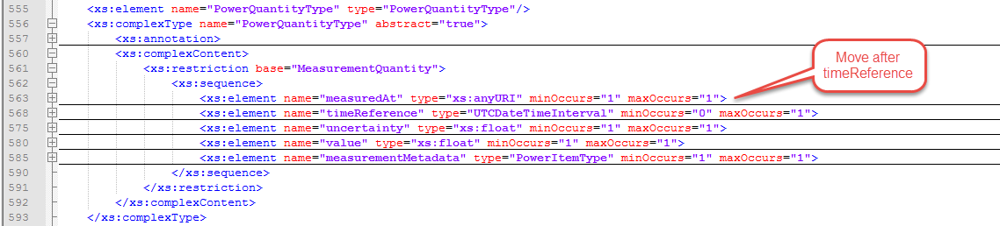 555 <xs:element name="PowerQuantityType" type="PowerQuantityType"/>
556 <xs:complexType name="PowerQuantityType" abstract="true">
557 <xs:annotation>
560 <xs:complexContent>
561 <xs:restriction base="MeasurementQuantity">
562 <xs:sequence>
563 <xs:element name="measuredAt" type="xs:anyURI" minOccurs="1" maxOccurs="1">
568 <xs:element name="timeReference" type="UTCDateTimeInterval" minOccurs="0" maxOccurs="1">
575 <xs:element name="uncertainty" type="xs:float" minOccurs="1" maxOccurs="1">
580 <xs:element name="value" type="xs:float" minOccurs="1" maxOccurs="1">
585 <xs:element name="measurementMetadata" type="PowerItemType" minOccurs="1" maxOccurs="1">
590 </xs:sequence>
591 </xs:restriction>
592 </xs:complexContent>
593 </xs:complexType>
Move after
timeReference